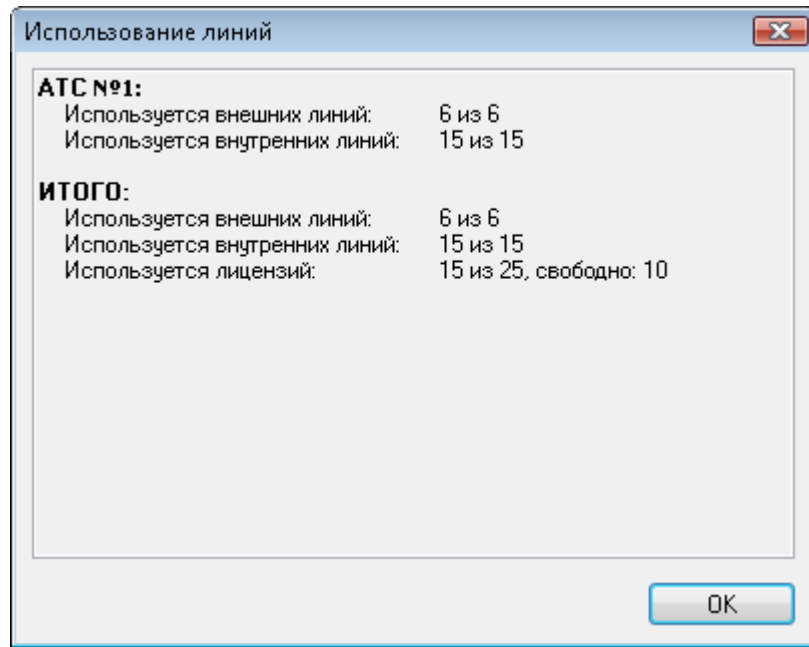 Использование линий
АТС №1:
Используется внешних линий: 6 из 6
Используется внутренних линий: 15 из 15
ИТОГО:
Используется внешних линий: 6 из 6
Используется внутренних линий: 15 из 15
Используется лицензий: 15 из 25, свободно: 10
OK